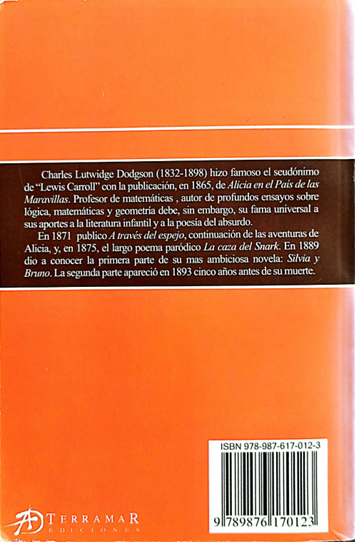 Charles Lutwidge Dodgson (1832-1898) hizo famoso el seudónimo
de “Lewis Carroll” con la publicación, en 1865, de Alicia en el País de las
Maravillas. Profesor de matemáticas , autor de profundos ensayos sobre
lógica, matemáticas y geometría debe, sin embargo, su fama universal a
sus aportes a la literatura infantil y a la poesía del absurdo.
En 1871 publico A través del espejo, continuación de las aventuras de
Alicia, y, en 1875, el largo poema paródico La caza del Snark. En 1889
dio a conocer la primera parte de su mas ambiciosa novela: Silvia y
Bruno. La segunda parte apareció en 1893 cinco años antes de su muerte.
ISBN 978-987-617-012-3
9 789876 170123
TERRAMAR
EDICIONES